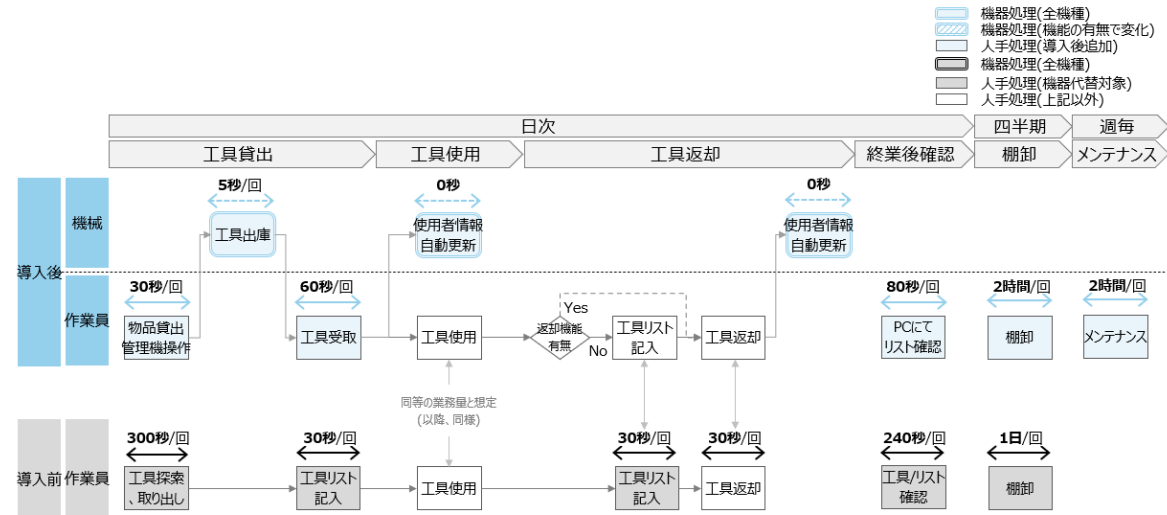 機器処理(全機種)
機器処理(機能の有無で変化)
人手処理(導入後追加)
機器処理(全機種)
人手処理(機器代替対象)
人手処理(上記以外)
日次
四半期
週毎
工具貸出
工具使用
工具返却
終業後確認
棚卸
メンテナンス
導入後
機械
5秒/回
工具出庫
0秒
使用者情報
自動更新
0秒
使用者情報
自動更新
作業員
30秒/回
物品貸出
管理機操作
60秒/回
工具受取
工具使用
返却機能
有無
Yes
No
工具リスト
記入
工具返却
80秒/回
PCにて
リスト確認
2時間/回
棚卸
2時間/回
メンテナンス
同等の業務量と想定
(以降、同様)
導入前
作業員
300秒/回
工具探索
、取り出し
30秒/回
工具リスト
記入
工具使用
30秒/回
工具リスト
記入
30秒/回
工具返却
240秒/回
工具/リスト
確認
1日/回
棚卸